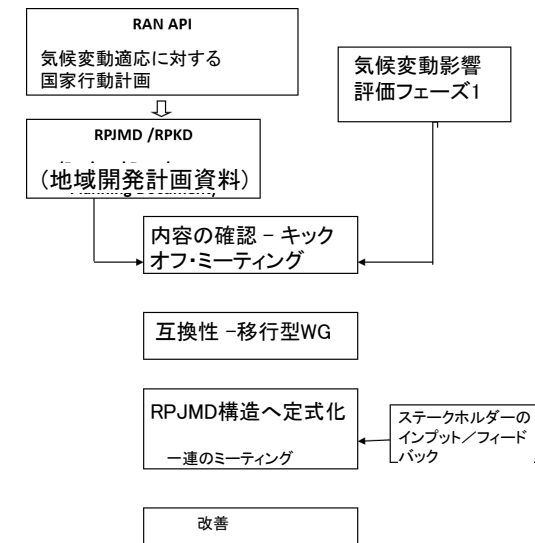 RAN API
気候変動適応に対する
国家行動計画
気候変動影響
評価フェーズ1
RPJMD /RPKD
(地域開発計画資料)
内容の確認 – キック
オフ・ミーティング
互換性 –移行型WG
RPJMD構造へ定式化
一連のミーティング
ステークホルダーの
インプット／フィード
バック
改善